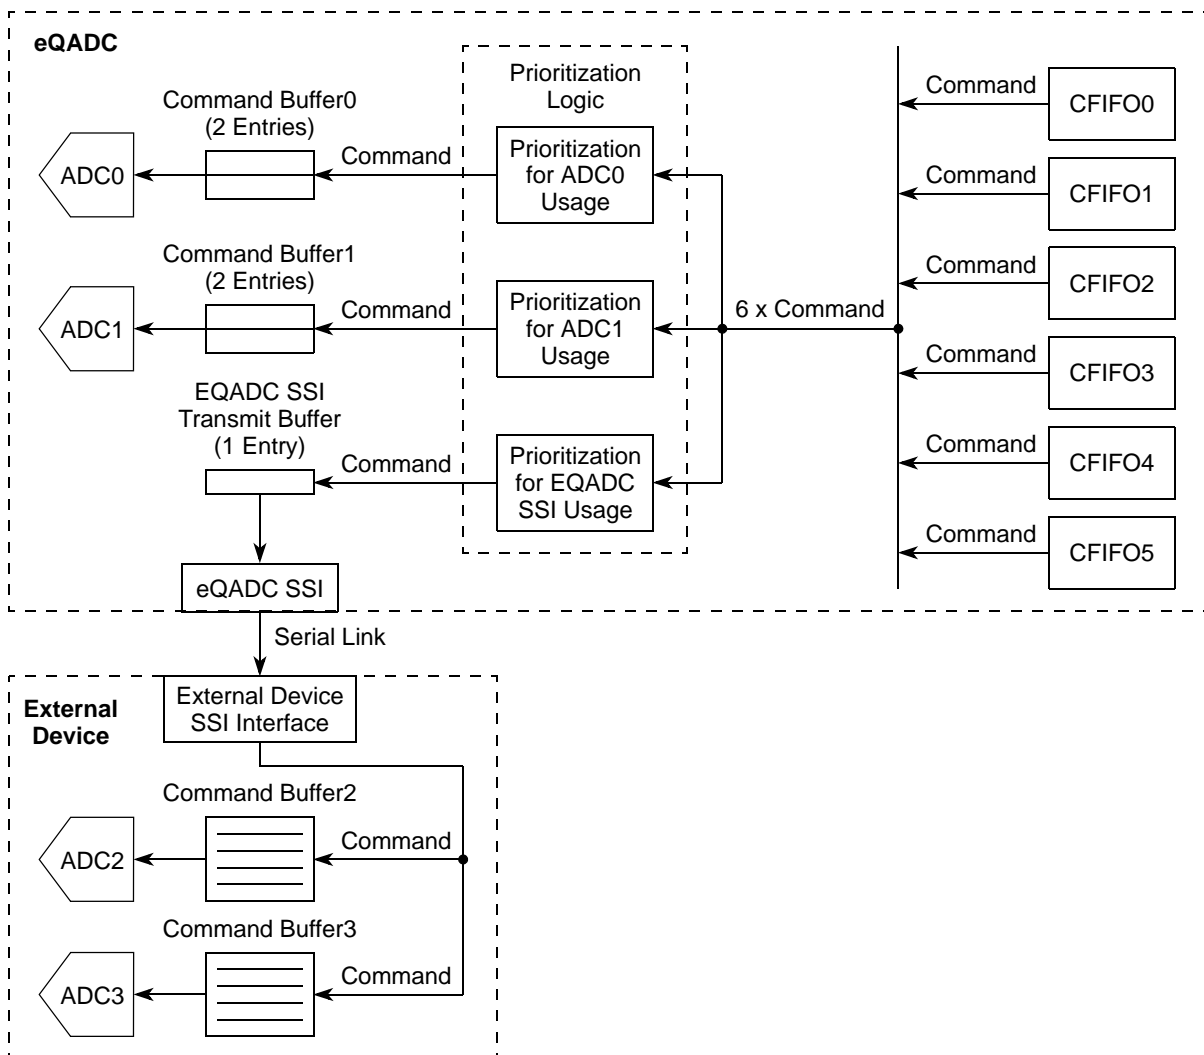 eQADC
Prioritization
Logic
Command Buffer0
(2 Entries)
ADC0
Command
Prioritization
for ADC0
Usage
Command Buffer1
(2 Entries)
ADC1
Command
Prioritization
for ADC1
Usage
6 x Command
EQADC SSI
Transmit Buffer
(1 Entry)
Command
Prioritization
for EQADC
SSI Usage
Command
CFIFO0
Command
CFIFO1
Command
CFIFO2
Command
CFIFO3
Command
CFIFO4
Command
CFIFO5
eQADC SSI
Serial Link
External
Device
External Device
SSI Interface
Command Buffer2
ADC2
Command
Command Buffer3
ADC3
Command